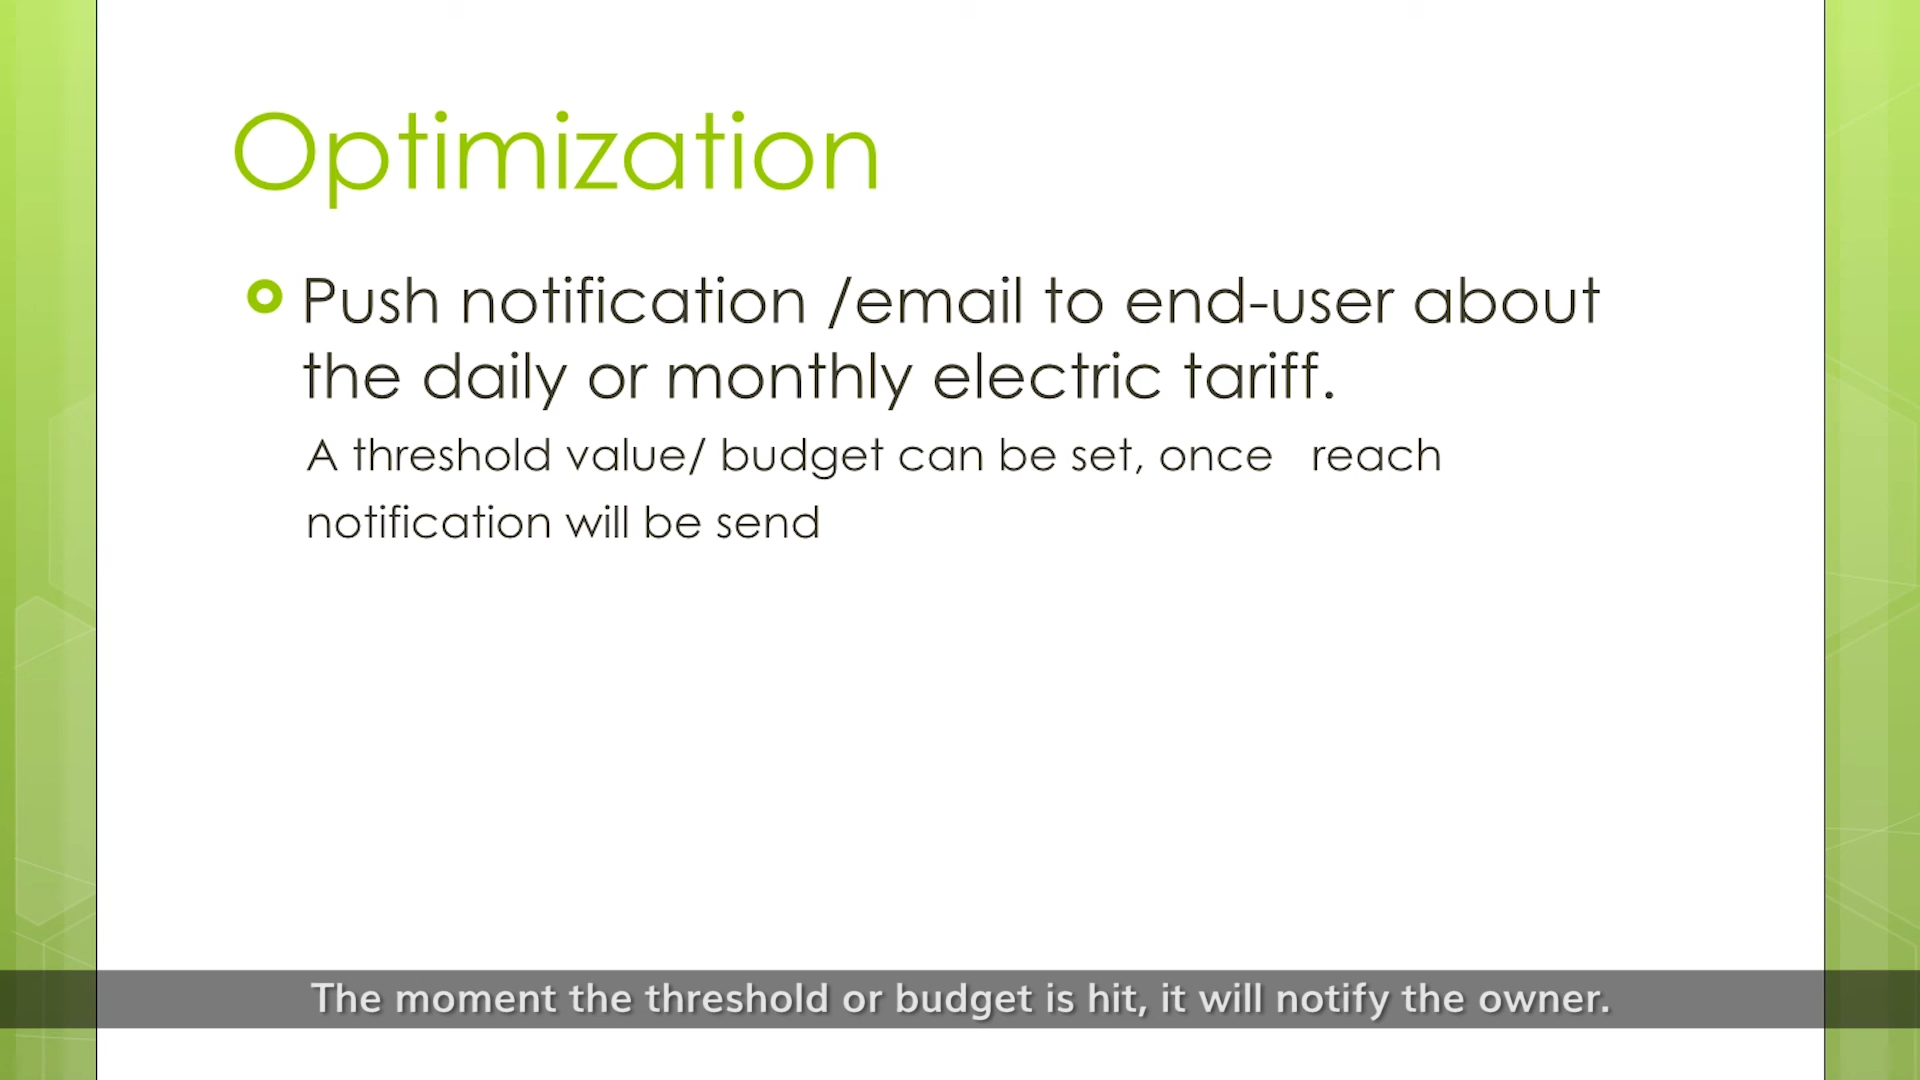 Optimization
Push notification /email to end-user about
the daily or monthly electric tariff.
A threshold value/ budget can be set, once   reach
notification will be send
The moment the threshold or budget is hit, it will notify the owner.